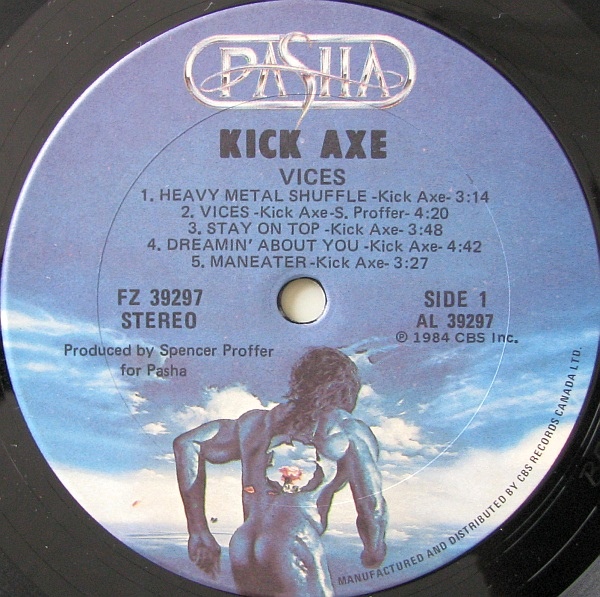 PASHA
KICK AXE
VICES
1. HEAVY METAL SHUFFLE -Kick Axe- 3:14
2. VICES -Kick Axe-S. Proffer- 4:20
3. STAY ON TOP -Kick Axe- 3:48
4. DREAMIN' ABOUT YOU -Kick Axe- 4:42
5. MANEATER -Kick Axe- 3:27
FZ 39297
STEREO
SIDE 1
AL 39297
℗ 1984 CBS Inc.
Produced by Spencer Proffer
for Pasha
MANUFACTURED AND DISTRIBUTED BY CBS RECORDS CANADA LTD.